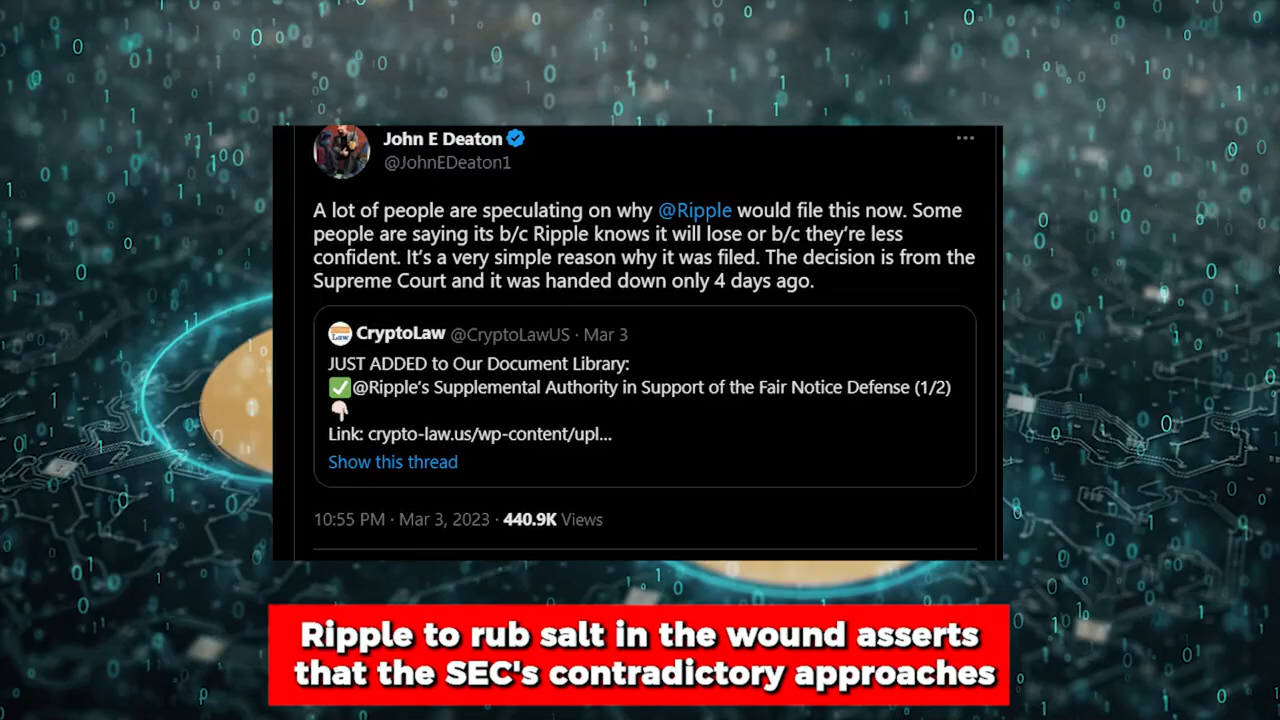 John E Deaton
@JohnEDeaton1
A lot of people are speculating on why @Ripple would file this now. Some
people are saying its b/c Ripple knows it will lose or b/c they're less
confident. It's a very simple reason why it was filed. The decision is from the
Supreme Court and it was handed down only 4 days ago.
Law
CryptoLaw @CryptoLawUS · Mar 3
JUST ADDED to Our Document Library:
✅@Ripple's Supplemental Authority in Support of the Fair Notice Defense (1/2)
👇🏻
Link: crypto-law.us/wp-content/upl...
Show this thread
10:55 PM · Mar 3, 2023 · 440.9K Views
Ripple to rub salt in the wound asserts
that the SEC's contradictory approaches